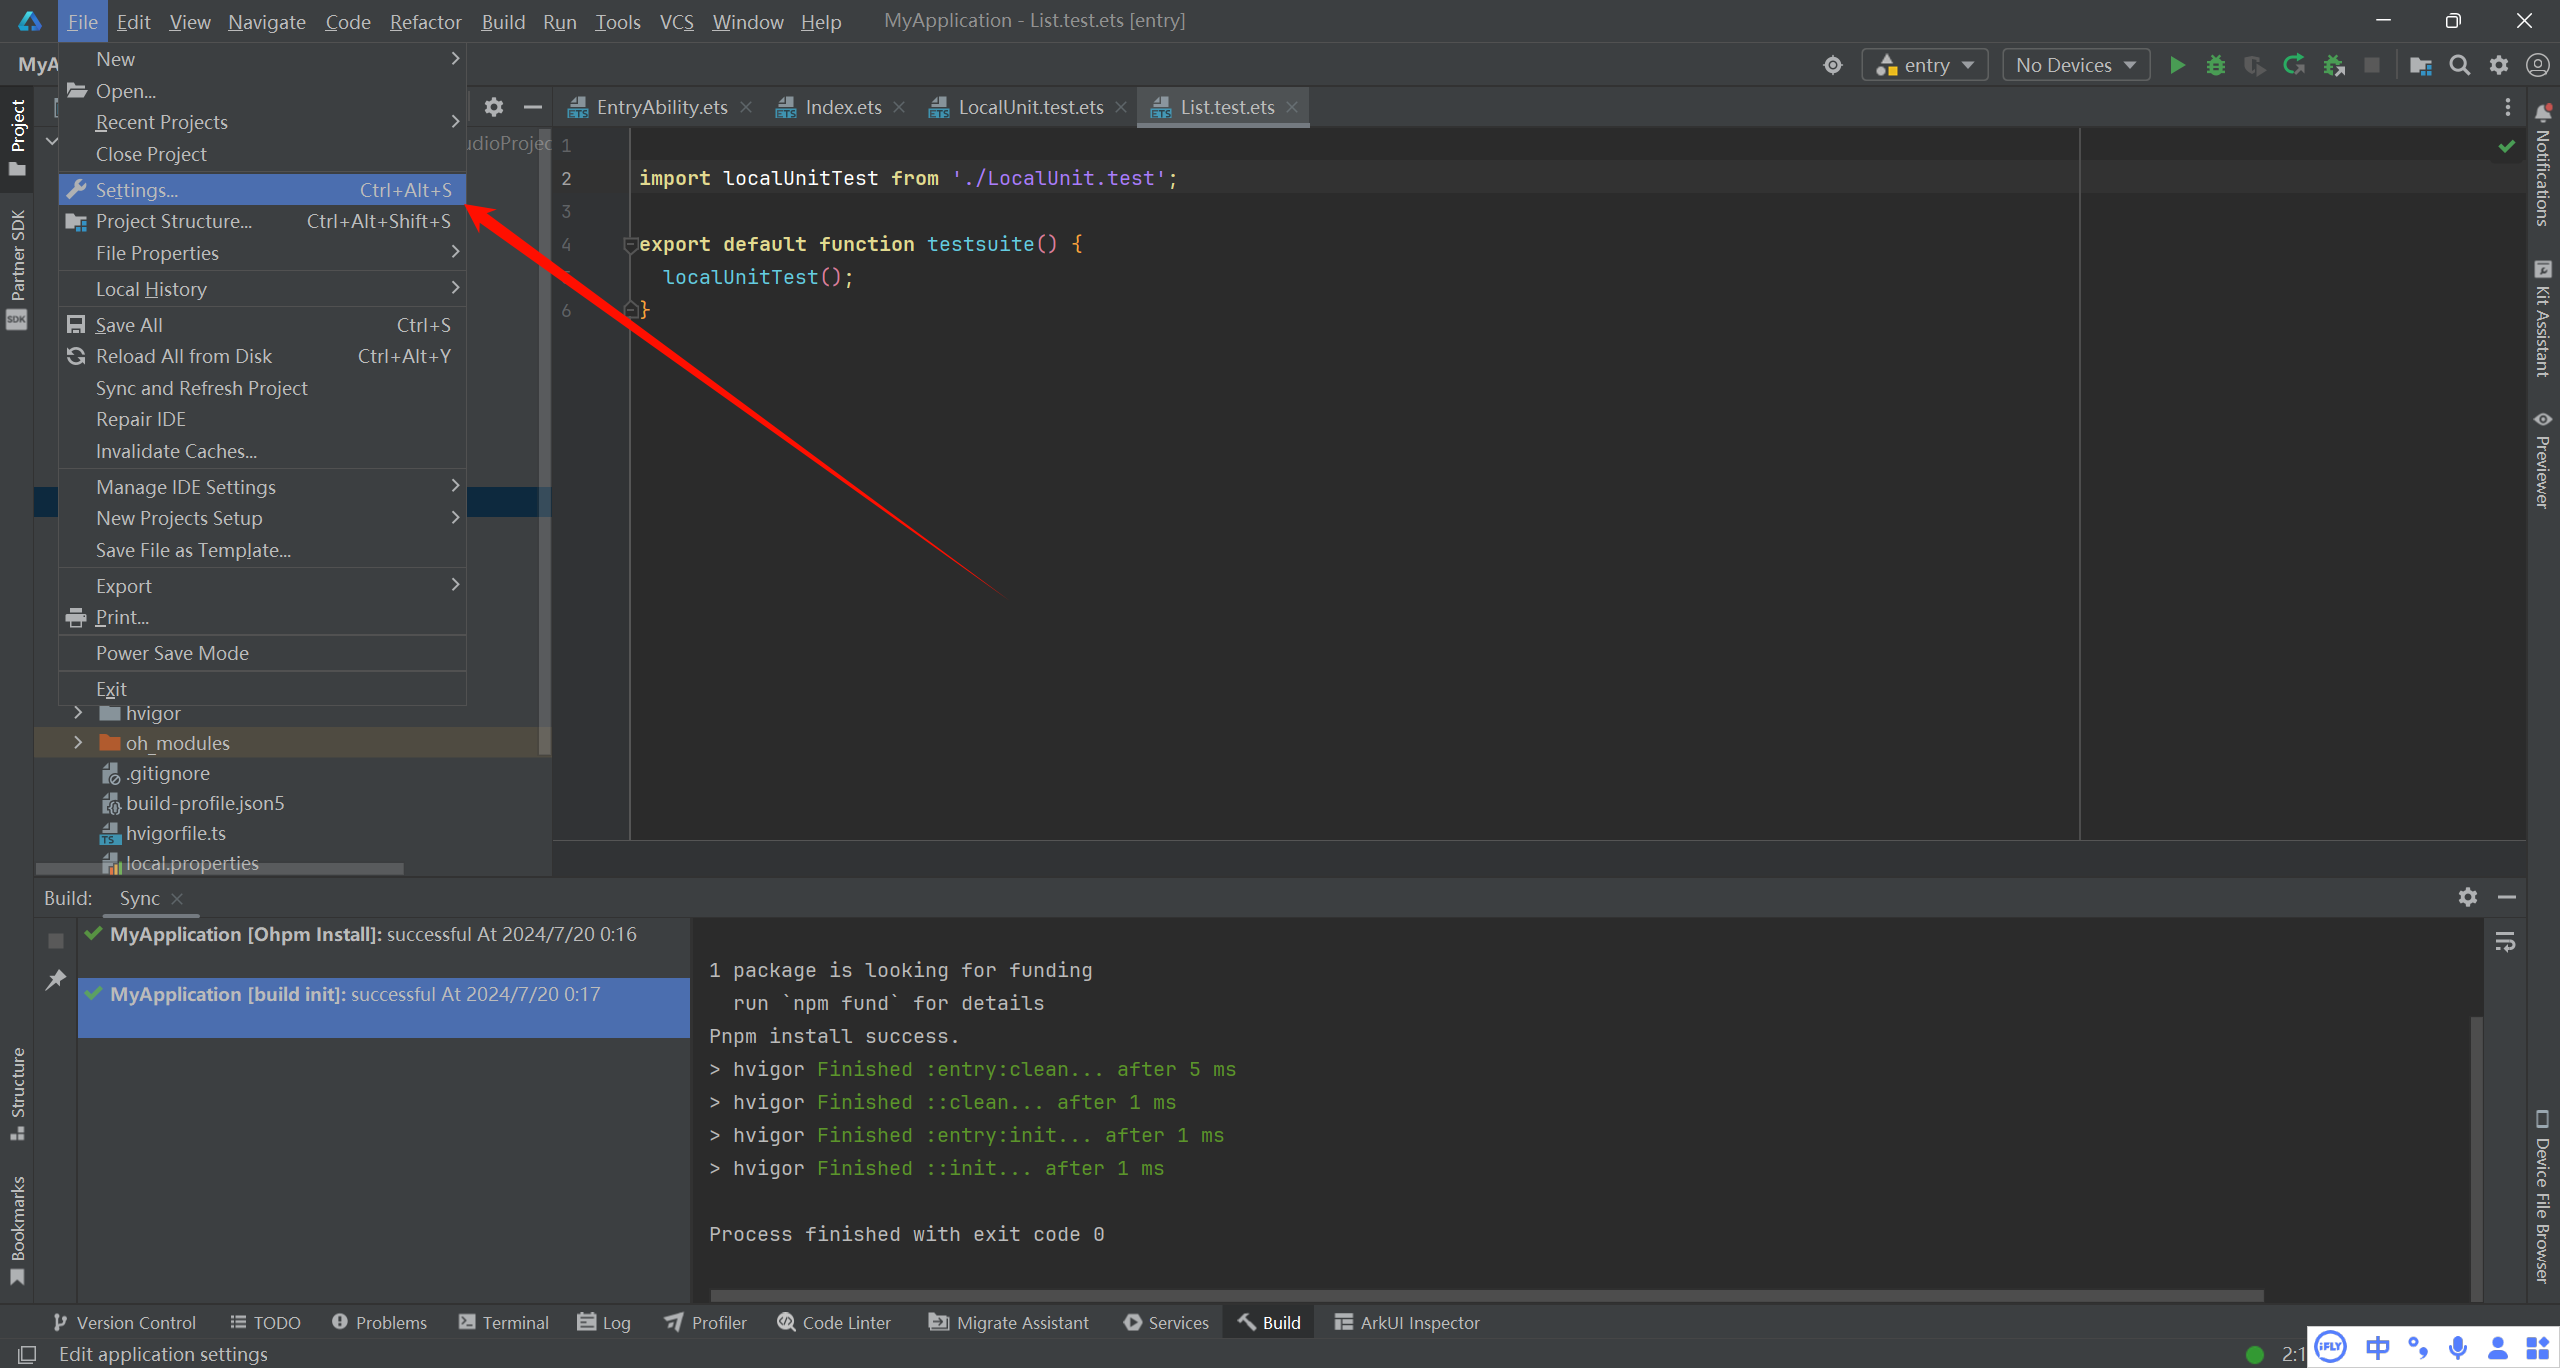 File Edit View Navigate Code Refactor Build Run Tools VCS Window Help MyApplication - List.test.ets [entry]
MyA
entry No Devices
New
Open...
Recent Projects
Close Project
Settings... Ctrl+Alt+S
Project Structure... Ctrl+Alt+Shift+S
File Properties
Local History
Save All Ctrl+S
Reload All from Disk Ctrl+Alt+Y
Sync and Refresh Project
Repair IDE
Invalidate Caches...
Manage IDE Settings
New Projects Setup
Save File as Template...
Export
Print...
Power Save Mode
Exit
hvigor
oh_modules
.gitignore
build-profile.json5
hvigorfile.ts
local.properties
Project
Partner SDK
SDK
Structure
Bookmarks
EntryAbility.ets Index.ets LocalUnit.test.ets List.test.ets
1
2 import localUnitTest from './LocalUnit.test';
3
4 export default function testsuite() {
localUnitTest();
6 }
Notifications
Kit Assistant
Previewer
Device File Browser
Build: Sync
MyApplication [Ohpm Install]: successful At 2024/7/20 0:16
MyApplication [build init]: successful At 2024/7/20 0:17
1 package is looking for funding
run `npm fund` for details
Pnpm install success.
> hvigor Finished :entry:clean... after 5 ms
> hvigor Finished ::clean... after 1 ms
> hvigor Finished :entry:init... after 1 ms
> hvigor Finished ::init... after 1 ms
Process finished with exit code 0
Version Control TODO Problems Terminal Log Profiler Code Linter Migrate Assistant Services Build ArkUI Inspector
Edit application settings
2:1
iFLY 中